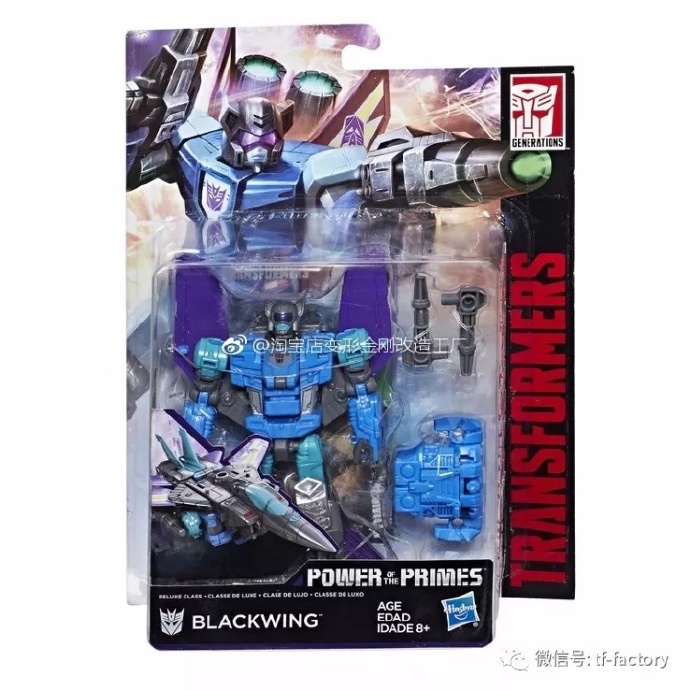 GENERATIONS
TRANSFORMERS
TRANSFORMERS
@淘宝店变形金刚改造工厂
POWER OF THE PRIMES
DELUXE CLASS • CLASSE DE LUXE • CLASE DE LUJO • CLASSE DE LUXO
BLACKWING™
AGE
EDAD
IDADE 8+
Hasbro
微信号: tf-factory